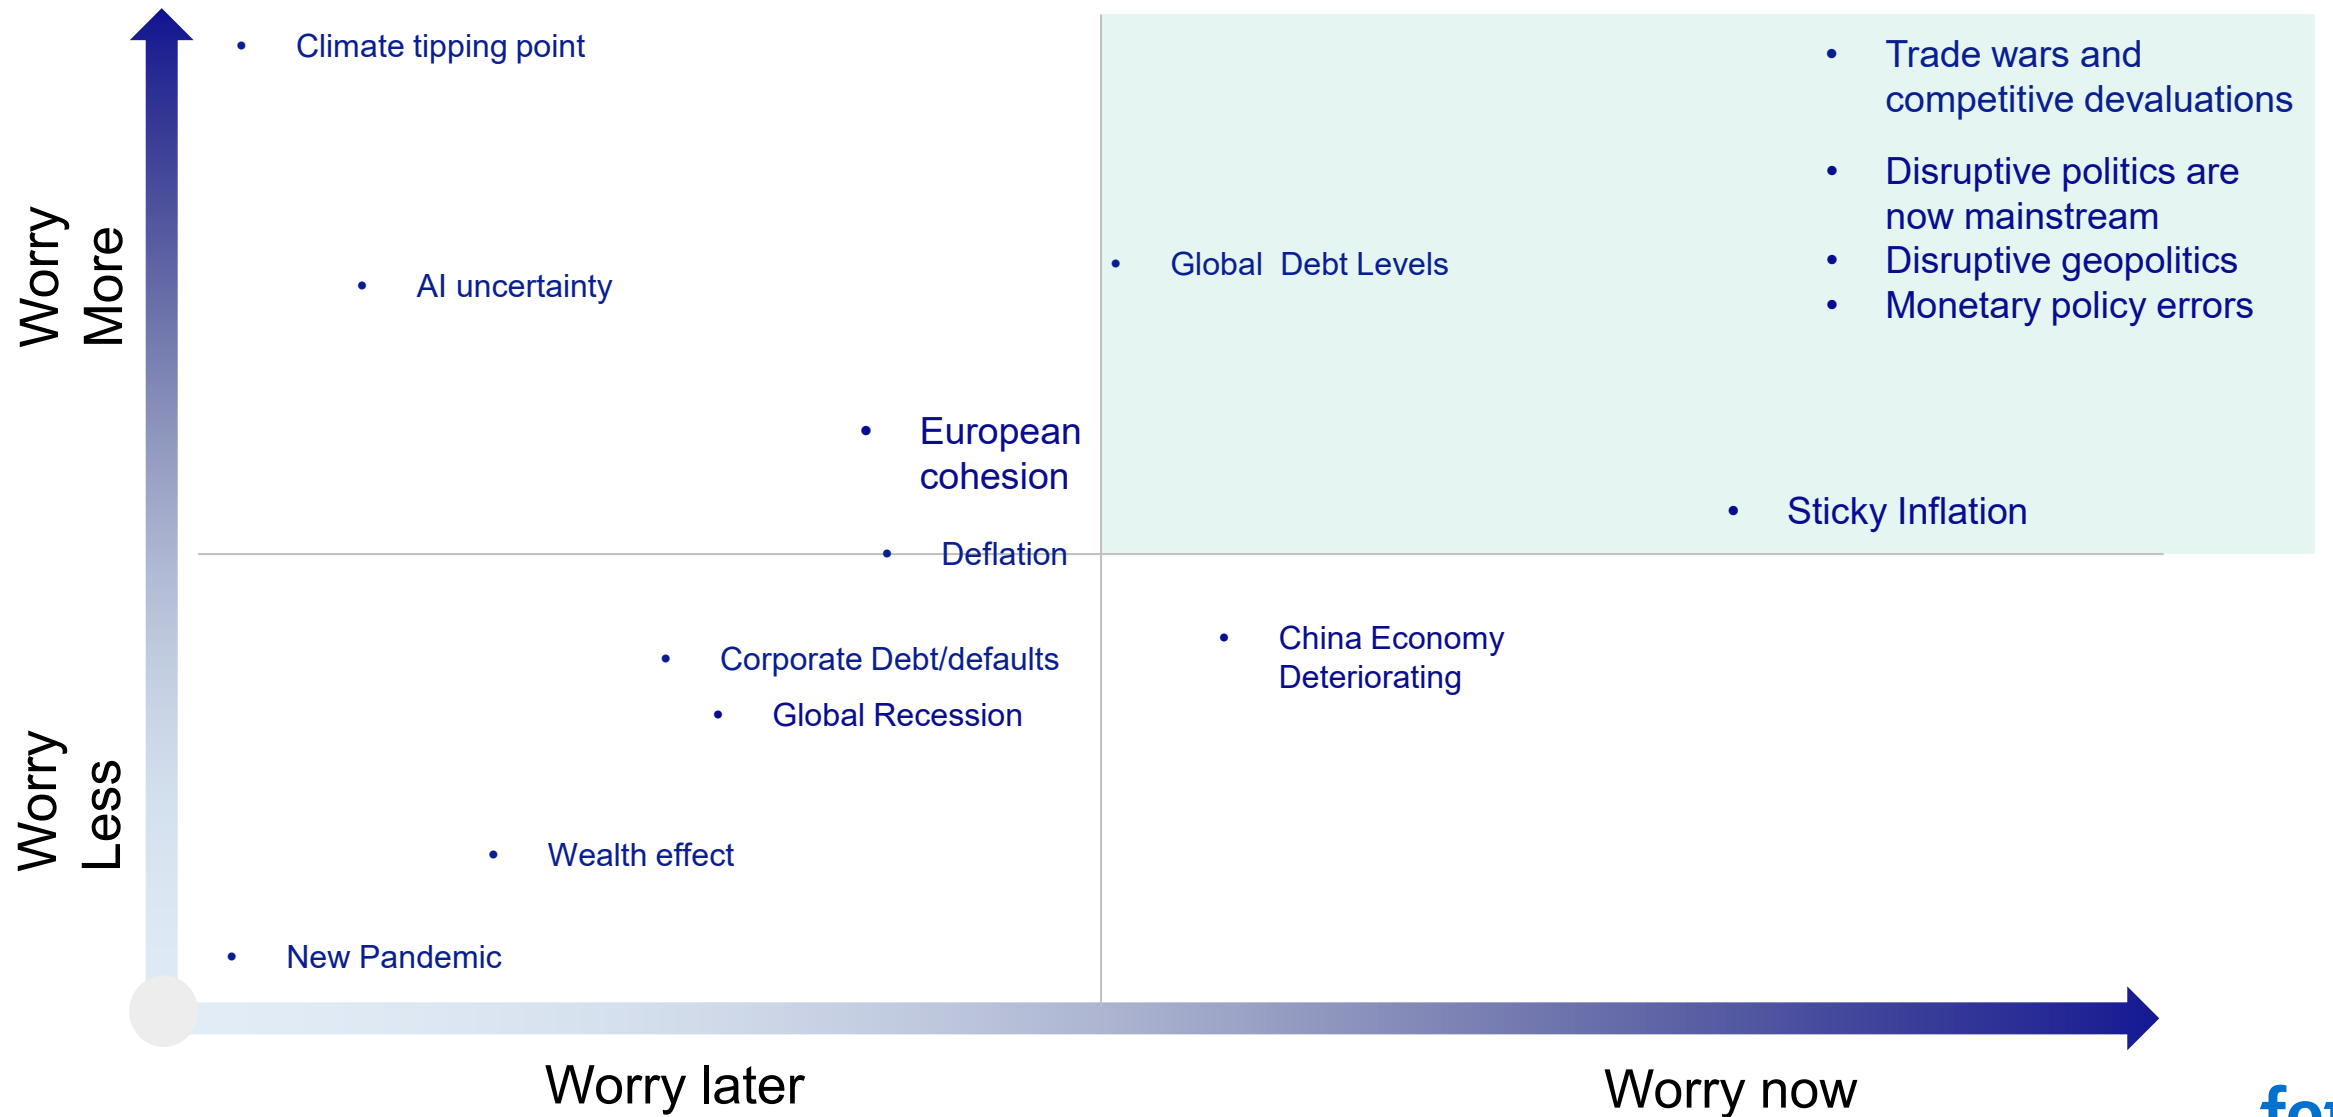 • Climate tipping point
• Trade wars and
competitive devaluations
• Disruptive politics are
now mainstream
• Disruptive geopolitics
• Monetary policy errors
• Global  Debt Levels
• AI uncertainty
Worry
More
• European
cohesion
• Sticky Inflation
• Deflation
• China Economy
Deteriorating
• Corporate Debt/defaults
• Global Recession
Worry
Less
• Wealth effect
• New Pandemic
Worry later
Worry now